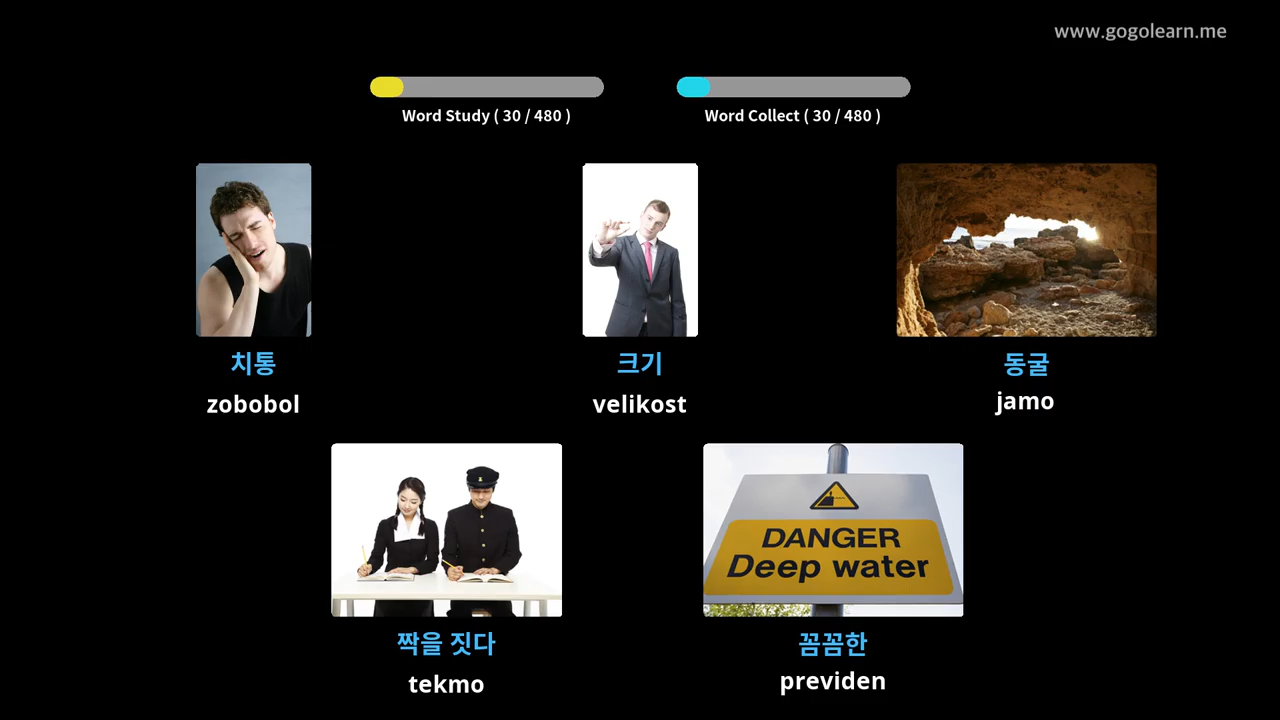 www.gogolearn.me
Word Study ( 30 / 480 )
Word Collect ( 30 / 480 )
치통
zobobol
크기
velikost
동굴
jamo
DANGER
Deep water
짝을 짓다
tekmo
꼼꼼한
previden